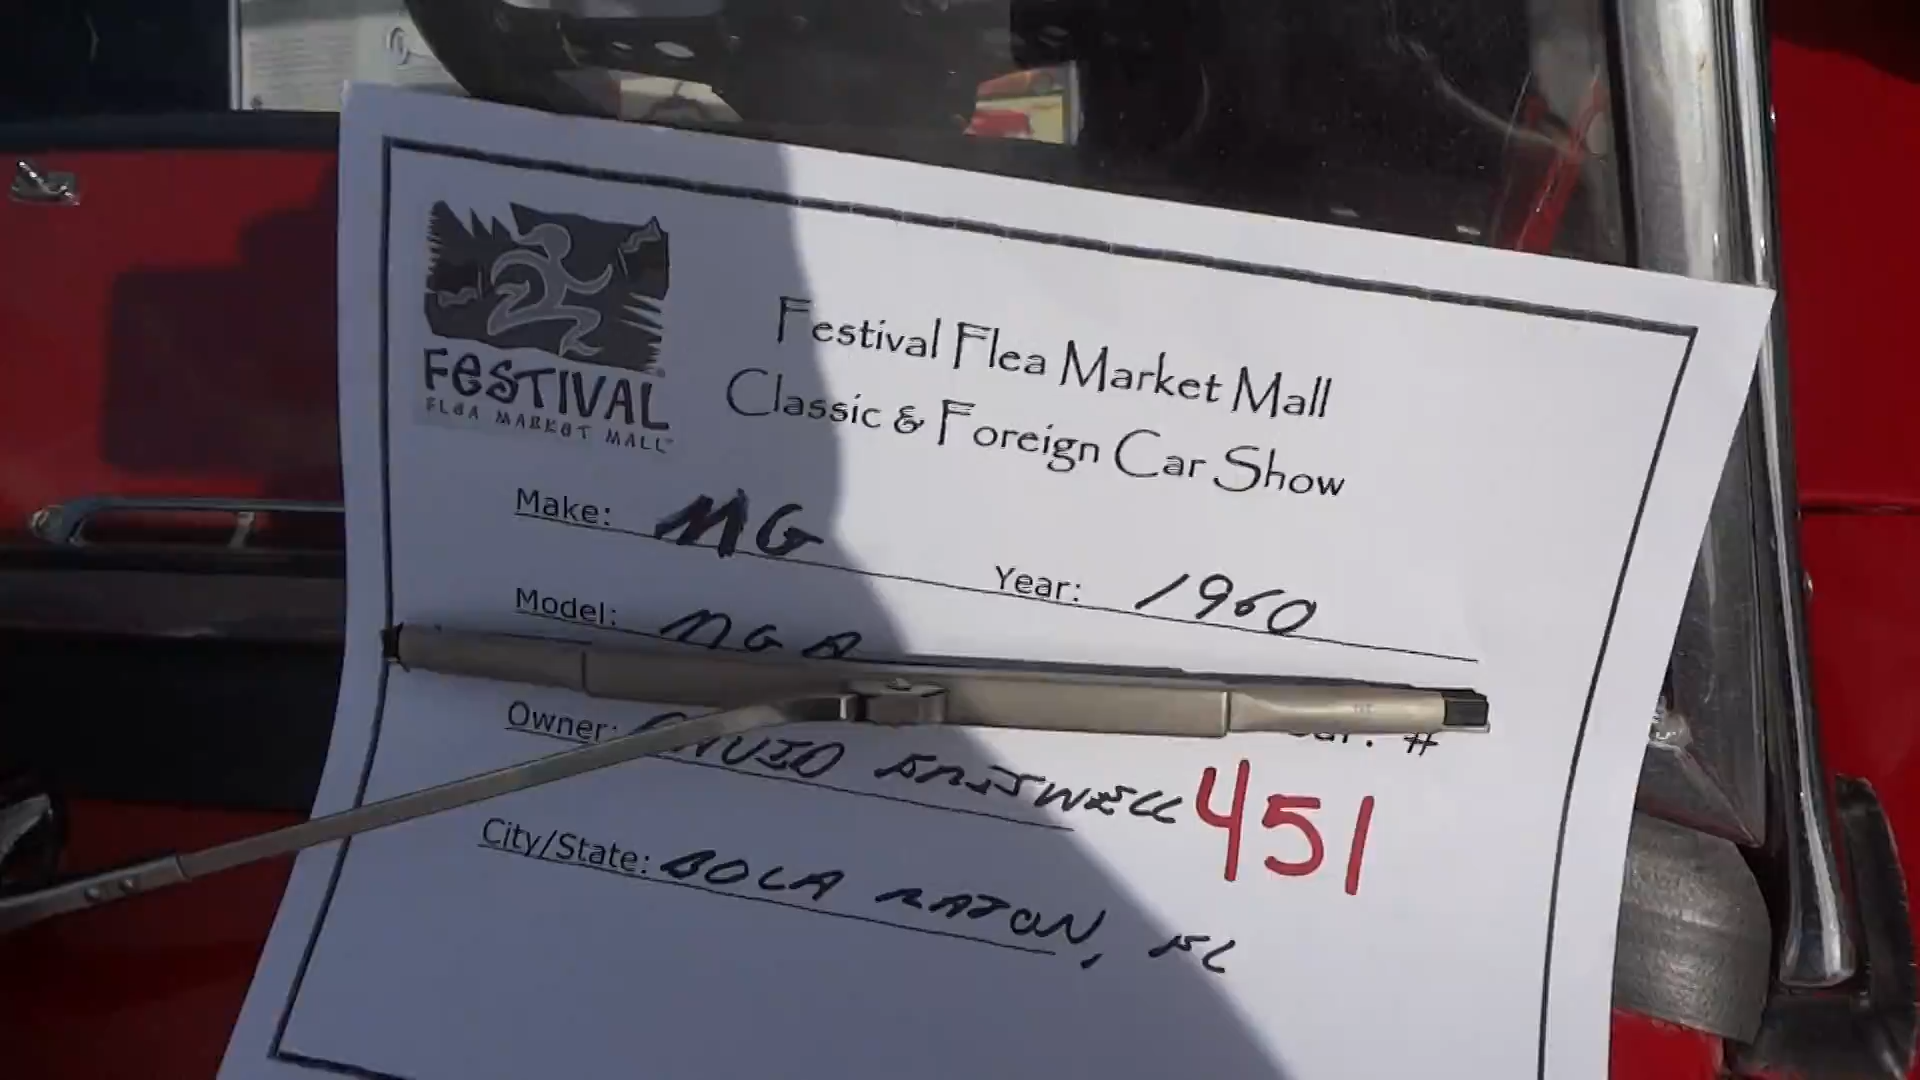 FESTIVAL
FLEA MARKET MALL
Festival Flea Market Mall
Classic & Foreign Car Show
Make: MG
Year: 1960
Model: MGA
Owner:
#
451
City/State: BOCA RATON, FL